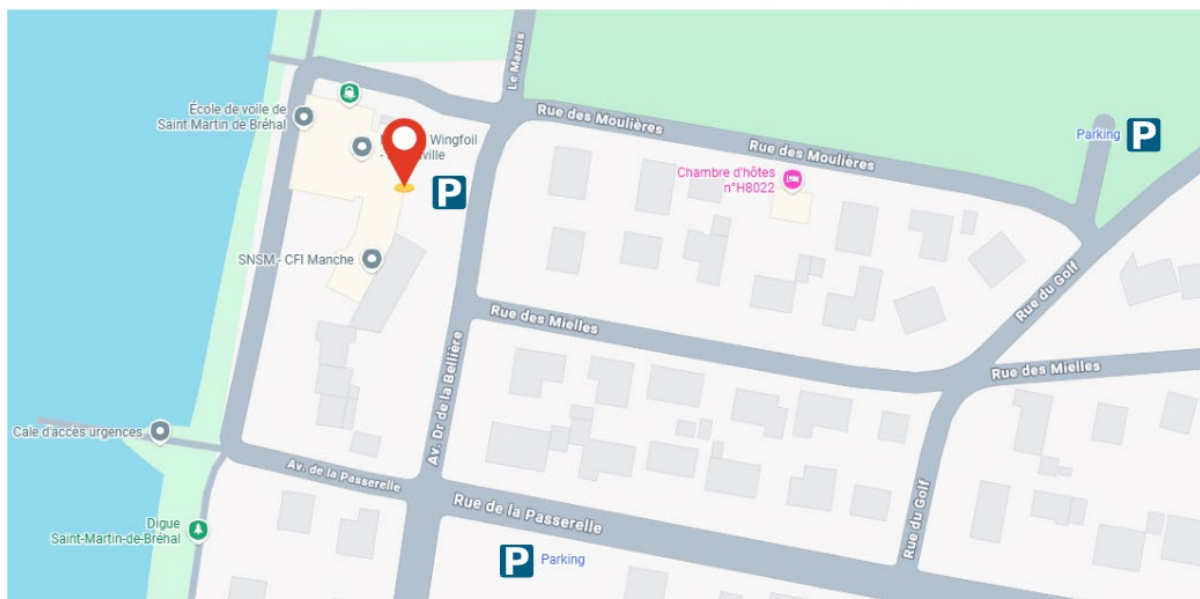 Le Marais
École de voile de
Saint Martin de Bréhal
Rue des Moulières
Wingfoil
Rue des Moulières
Parking
P
Chambre d'hôtes
n°H8022
P
SNSM - CFI Manche
Rue du Golf
Rue des Mielles
Rue des Mielles
Av. Dr de la Bellière
Cale d'accès urgences
Av. de la Passerelle
Rue de la Passerelle
Rue du Golf
Digue
Saint-Martin-de-Bréhal
P
Parking